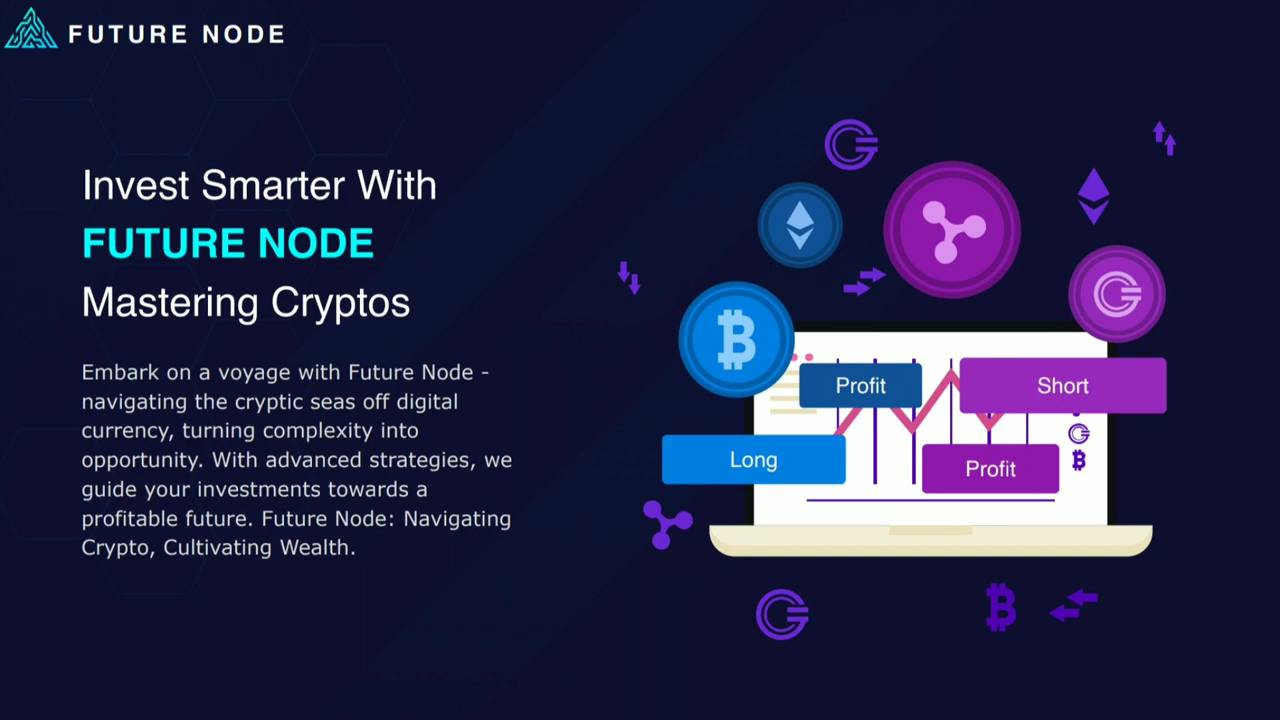 FUTURE NODE
Invest Smarter With
FUTURE NODE
Mastering Cryptos
Embark on a voyage with Future Node -
navigating the cryptic seas off digital
currency, turning complexity into
opportunity. With advanced strategies, we
guide your investments towards a
profitable future. Future Node: Navigating
Crypto, Cultivating Wealth.
Profit
Short
Long
Profit